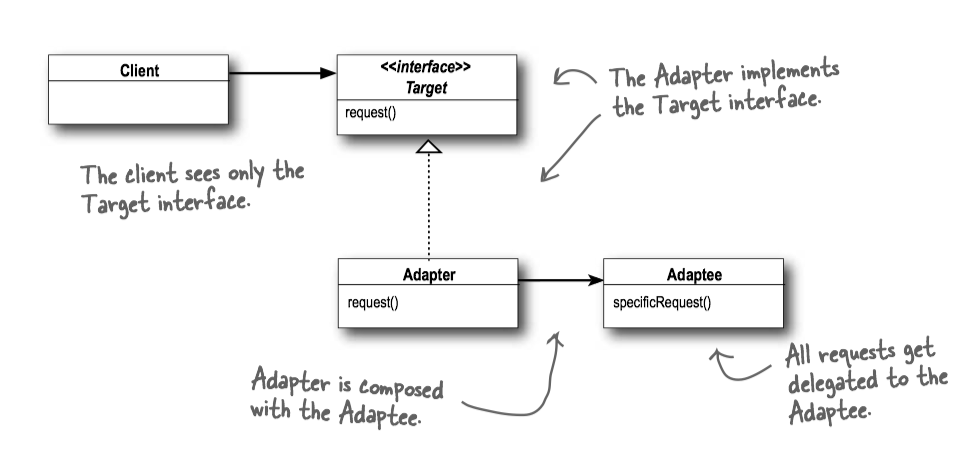 Client
<<interface>>
Target
request()
The Adapter implements
the Target interface.
The client sees only the
Target interface.
Adapter
request()
Adaptee
specificRequest()
Adapter is composed
with the Adaptee.
All requests get
delegated to the
Adaptee.